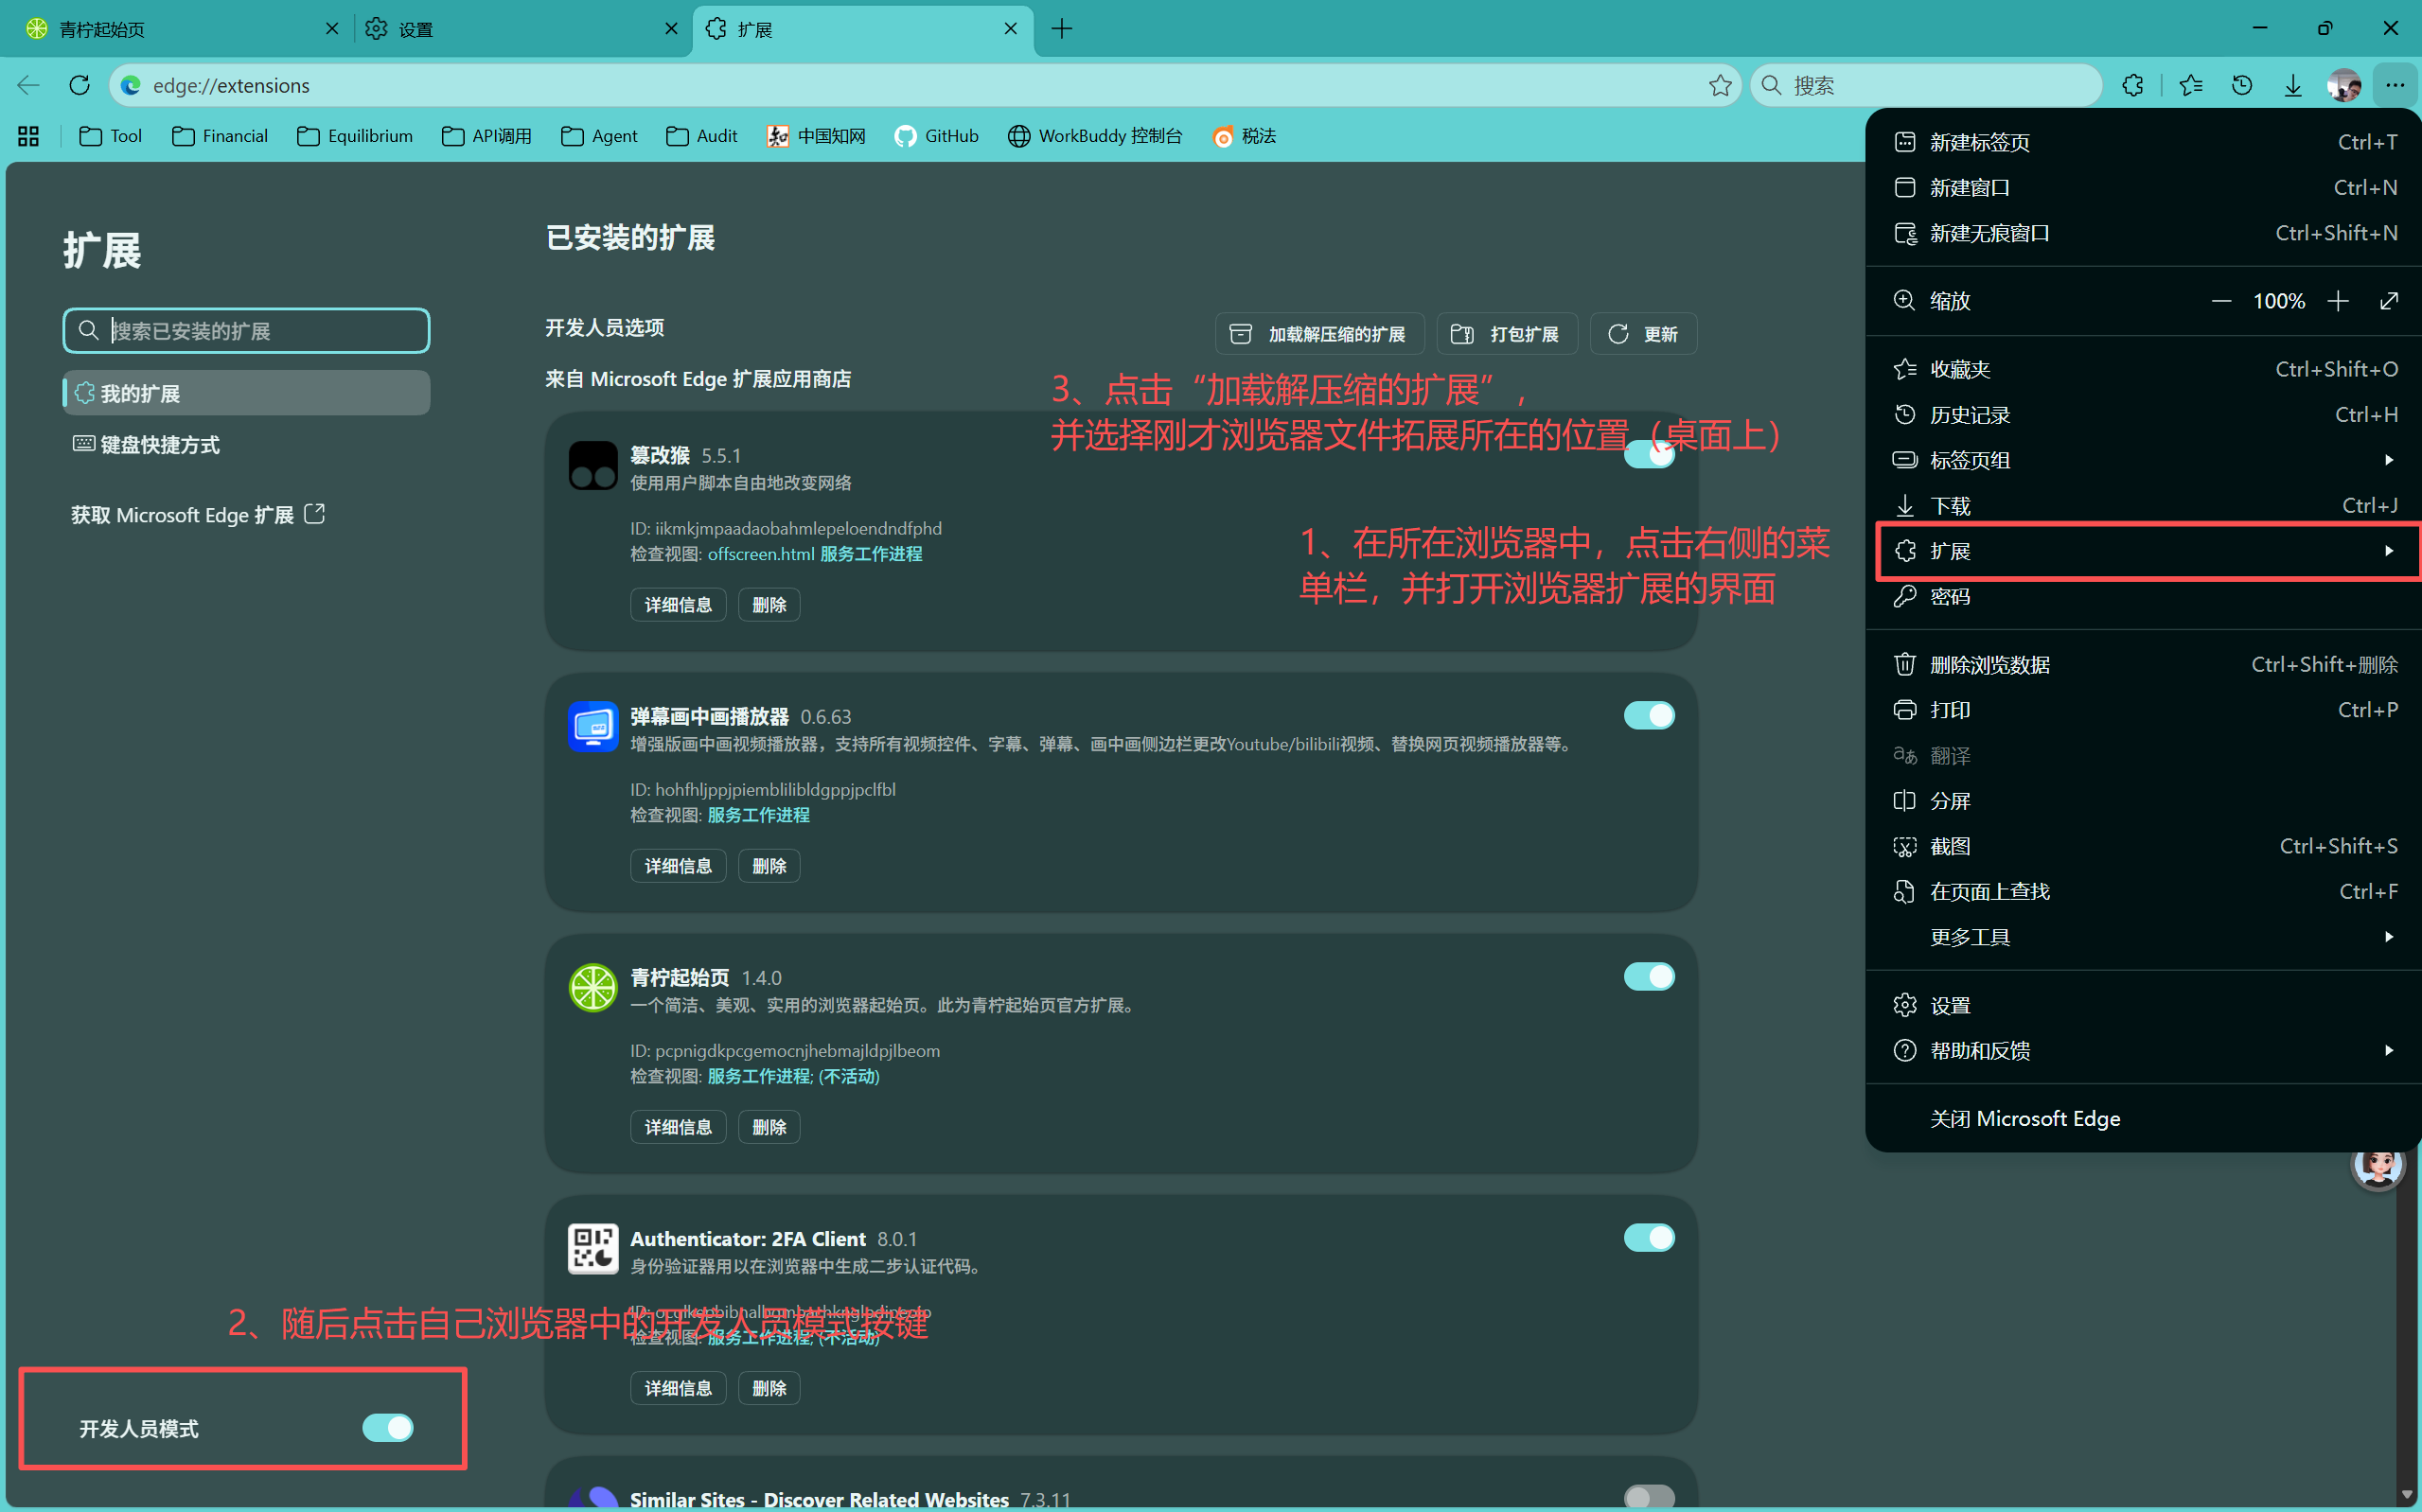 青柠起始页
设置
扩展
edge://extensions
搜索
Tool
Financial
Equilibrium
API调用
Agent
Audit
中国知网
GitHub
WorkBuddy 控制台
税法
扩展
搜索已安装的扩展
我的扩展
键盘快捷方式
获取 Microsoft Edge 扩展
已安装的扩展
开发人员选项
加载解压缩的扩展
打包扩展
更新
来自 Microsoft Edge 扩展应用商店
3、点击“加载解压缩的扩展”,
并选择刚才浏览器文件拓展所在的位置（桌面上）
篡改猴 5.5.1
使用用户脚本自由地改变网络
ID: iikmkjmpaadaobahmlepeloendndfphd
检查视图: offscreen.html 服务工作进程
详细信息
删除
1、在所在浏览器中，点击右侧的菜
单栏，并打开浏览器扩展的界面
弹幕画中画播放器 0.6.63
增强版画中画视频播放器，支持所有视频控件、字幕、弹幕、画中画侧边栏更改Youtube/bilibili视频、替换网页视频播放器等。
ID: hohfhljppjpiemblilibldgppjpclfbl
检查视图: 服务工作进程
详细信息
删除
青柠起始页 1.4.0
一个简洁、美观、实用的浏览器起始页。此为青柠起始页官方扩展。
ID: pcpnigdkpcgemocnjhebmajldpjlbeom
检查视图: 服务工作进程; (不活动)
详细信息
删除
Authenticator: 2FA Client 8.0.1
身份验证器用以在浏览器中生成二步认证代码。
ID:
2、随后点击自己浏览器中的开发人员模式按键
检查视图: 服务工作进程; (不活动)
详细信息
删除
开发人员模式
Similar Sites - Discover Related Websites 7.3.11
新建标签页 Ctrl+T
新建窗口 Ctrl+N
新建无痕窗口 Ctrl+Shift+N
缩放 100%
收藏夹 Ctrl+Shift+O
历史记录 Ctrl+H
标签页组
下载 Ctrl+J
扩展
密码
删除浏览数据 Ctrl+Shift+删除
打印 Ctrl+P
翻译
分屏
截图 Ctrl+Shift+S
在页面上查找 Ctrl+F
更多工具
设置
帮助和反馈
关闭 Microsoft Edge